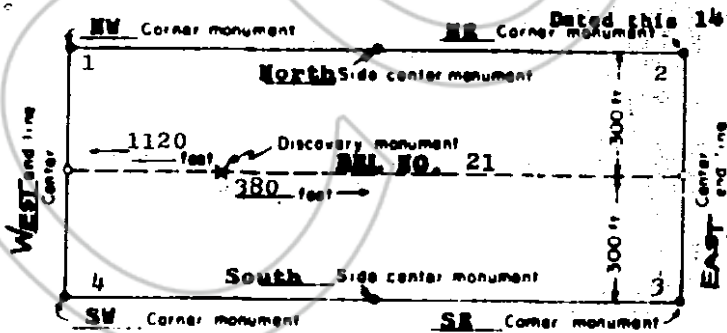 Dated this 14
NW Corner monument NE Corner monument
1 2
North Side center monument
1120 feet Discovery monument 300 ft
WEST end line Center BEL NO. 21 Center EAST end line
380 feet
300 ft
4 South Side center monument 3
SW Corner monument SE Corner monument